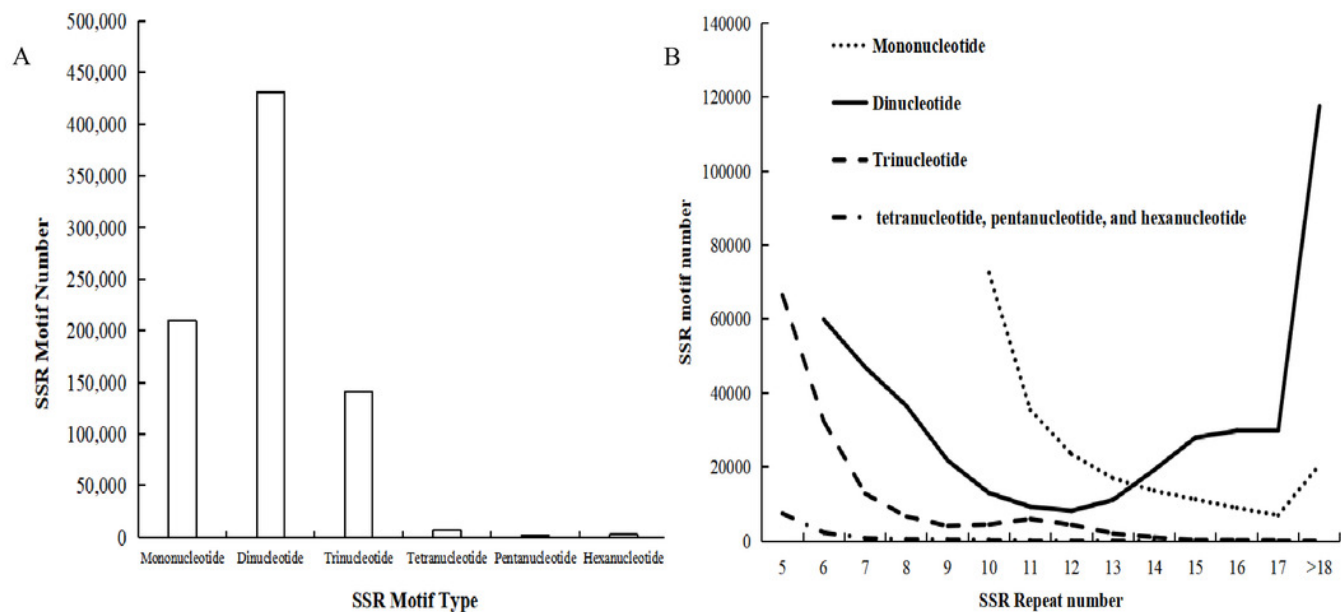 A
500,000
450,000
400,000
350,000
300,000
250,000
200,000
150,000
100,000
50,000
0
SSR Motif Number
Mononucleotide Dinucleotide Trinucleotide Tetranucleotide Pentanucleotide Hexanucleotide
SSR Motif Type
B
140000
120000
100000
80000
60000
40000
20000
0
SSR motif number
Mononucleotide
Dinucleotide
Trinucleotide
tetranucleotide, pentanucleotide, and hexanucleotide
5 6 7 8 9 10 11 12 13 14 15 16 17 >18
SSR Repeat number